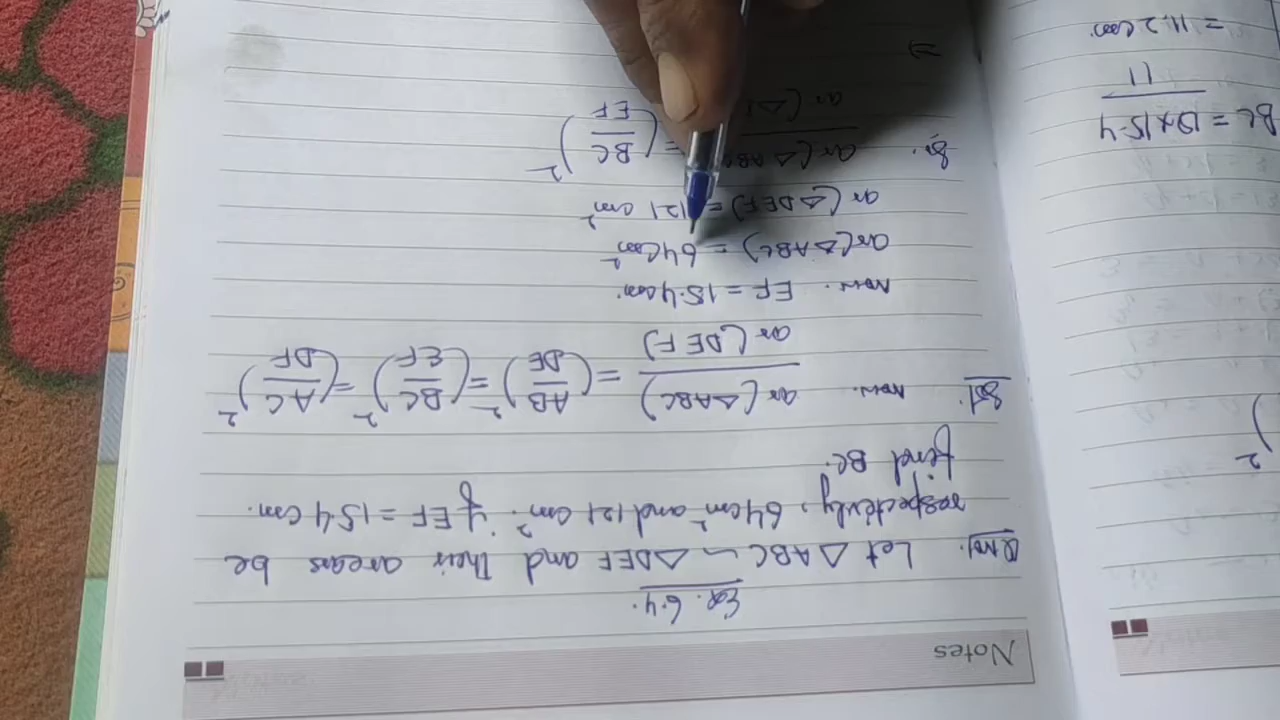 Notes
Ex. 6.4.
Q No1. Let △ABC ~ △DEF and their areas be
respectively, 64cm² and 121 cm². if EF = 15.4 cm.
find BC.
Sol. Now. ar(△ABC)/ar(DEF) = (AB/DE)² = (BC/EF)² = (AC/DF)²
Now. EF = 15.4cm.
ar(△ABC) = 64cm²
ar(△DEF) = 121 cm²
So. ar(△AB = (BC/EF)²
ar(△
⇒
)²
BC = 15.4
11
= 11.2 cm.